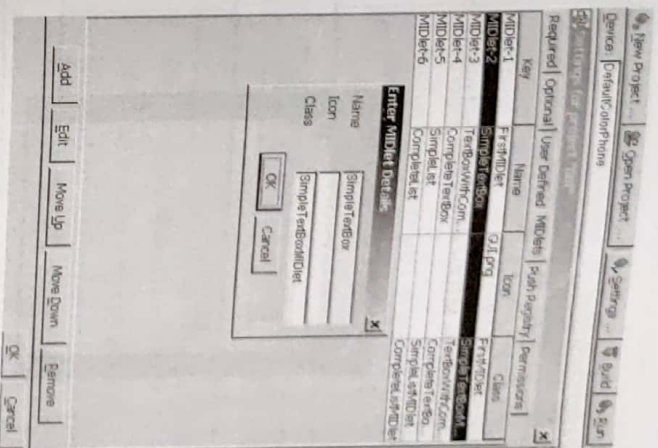 New Project ... Open Project ... Settings ... Build Run
Device: DefaultColorPhone
Required Optional User Defined MIDlets Push Registry Permissions
Key Name Icon Class
MIDlet-1 FirstMIDlet GUI.png FirstMIDlet
MIDlet-2 SimpleTextBox SimpleTextBoxM...
MIDlet-3 TextBoxWithCom... TextBoxWithCom...
MIDlet-4 CompleteTextBox CompleteTextBo...
MIDlet-5 SimpleList SimpleListMIDlet
MIDlet-6 CompleteList CompleteListMIDlet
Enter MIDlet Details
Name SimpleTextBox
Icon
Class SimpleTextBoxMIDlet
OK Cancel
Add Edit Move Up Move Down Remove
OK Cancel